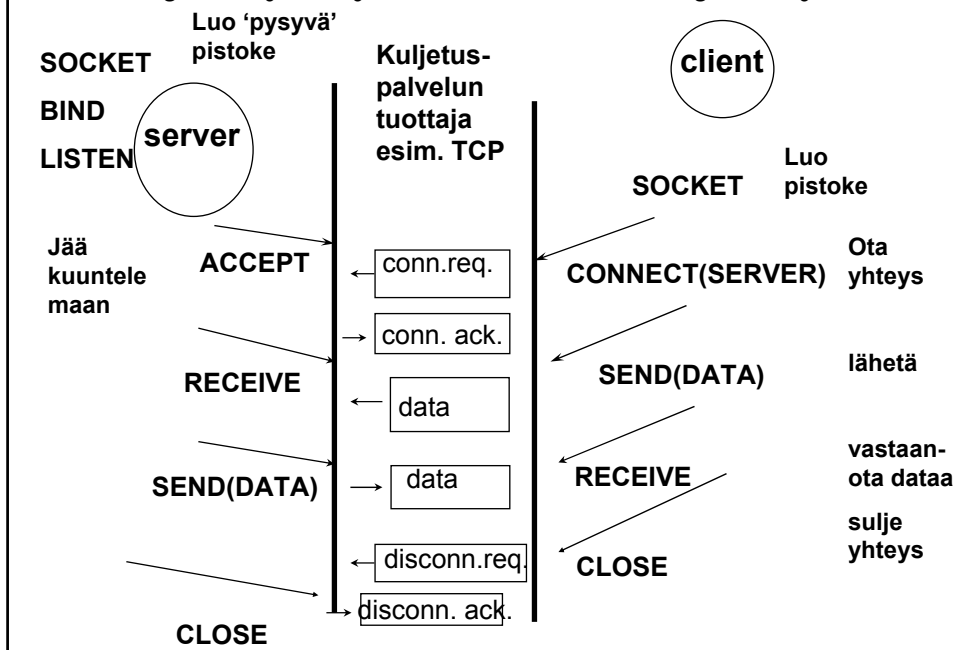 Luo ‘pysyvä’
pistoke
SOCKET
BIND
LISTEN
server
Kuljetus-
palvelun
tuottaja
esim. TCP
client
SOCKET
Luo
pistoke
Jää
kuuntele
maan
ACCEPT
conn.req.
CONNECT(SERVER)
Ota
yhteys
conn. ack.
RECEIVE
data
SEND(DATA)
lähetä
SEND(DATA)
data
RECEIVE
vastaan-
ota dataa
disconn.req.
CLOSE
sulje
yhteys
disconn. ack.
CLOSE